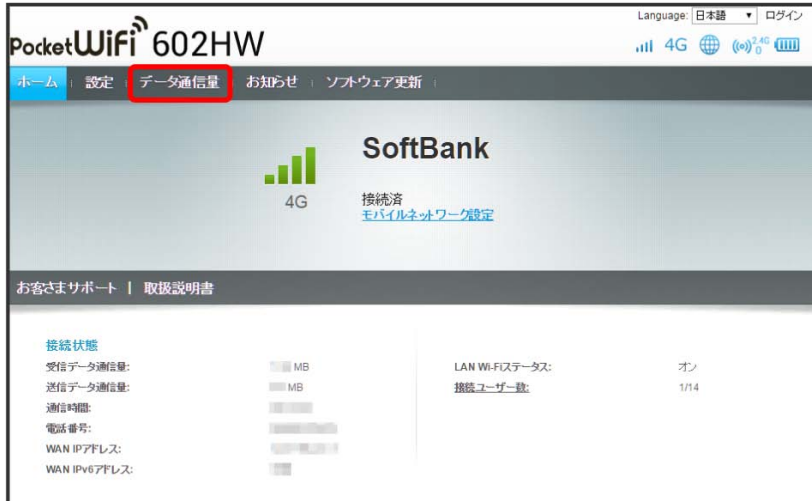 Language: 日本語 ログイン
PocketWiFi 602HW
4G 2.4G 0
ホーム 設定 データ通信量 お知らせ ソフトウェア更新
SoftBank
4G
接続済
モバイルネットワーク設定
お客さまサポート | 取扱説明書
接続状態
受信データ通信量: MB
LAN Wi-Fiステータス: オン
送信データ通信量: MB
接続ユーザー数: 1/14
通信時間:
電話番号:
WAN IPアドレス:
WAN IPv6アドレス: